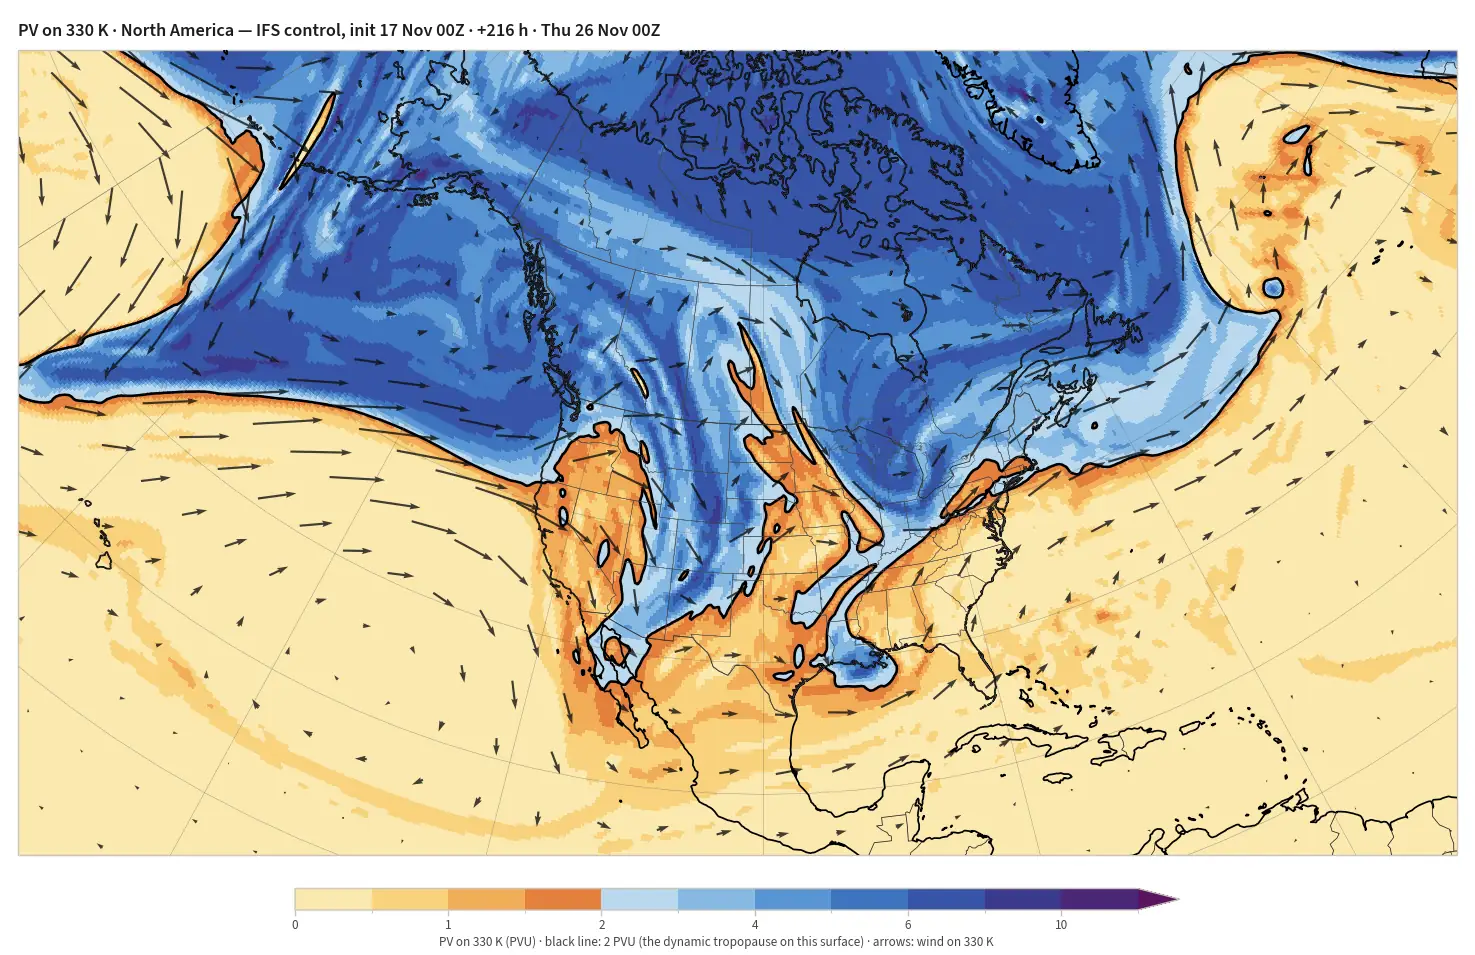 PV on 330 K · North America — IFS control, init 17 Nov 00Z · +216 h · Thu 26 Nov 00Z
0 1 2 4 6 10
PV on 330 K (PVU) · black line: 2 PVU (the dynamic tropopause on this surface) · arrows: wind on 330 K